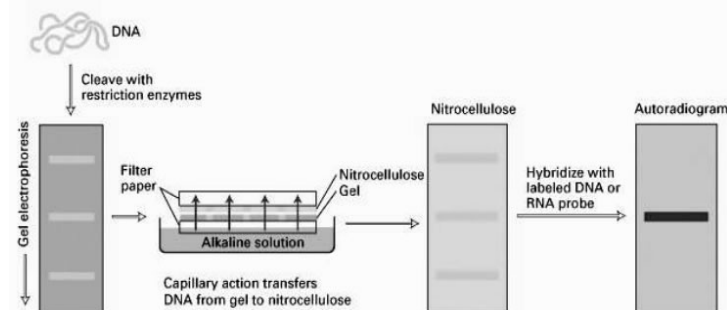 DNA
Cleave with
restriction enzymes
Gel electrophoresis
Filter
paper
Nitrocellulose
Gel
Alkaline solution
Capillary action transfers
DNA from gel to nitrocellulose
Nitrocellulose
Hybridize with
labeled DNA or
RNA probe
Autoradiogram